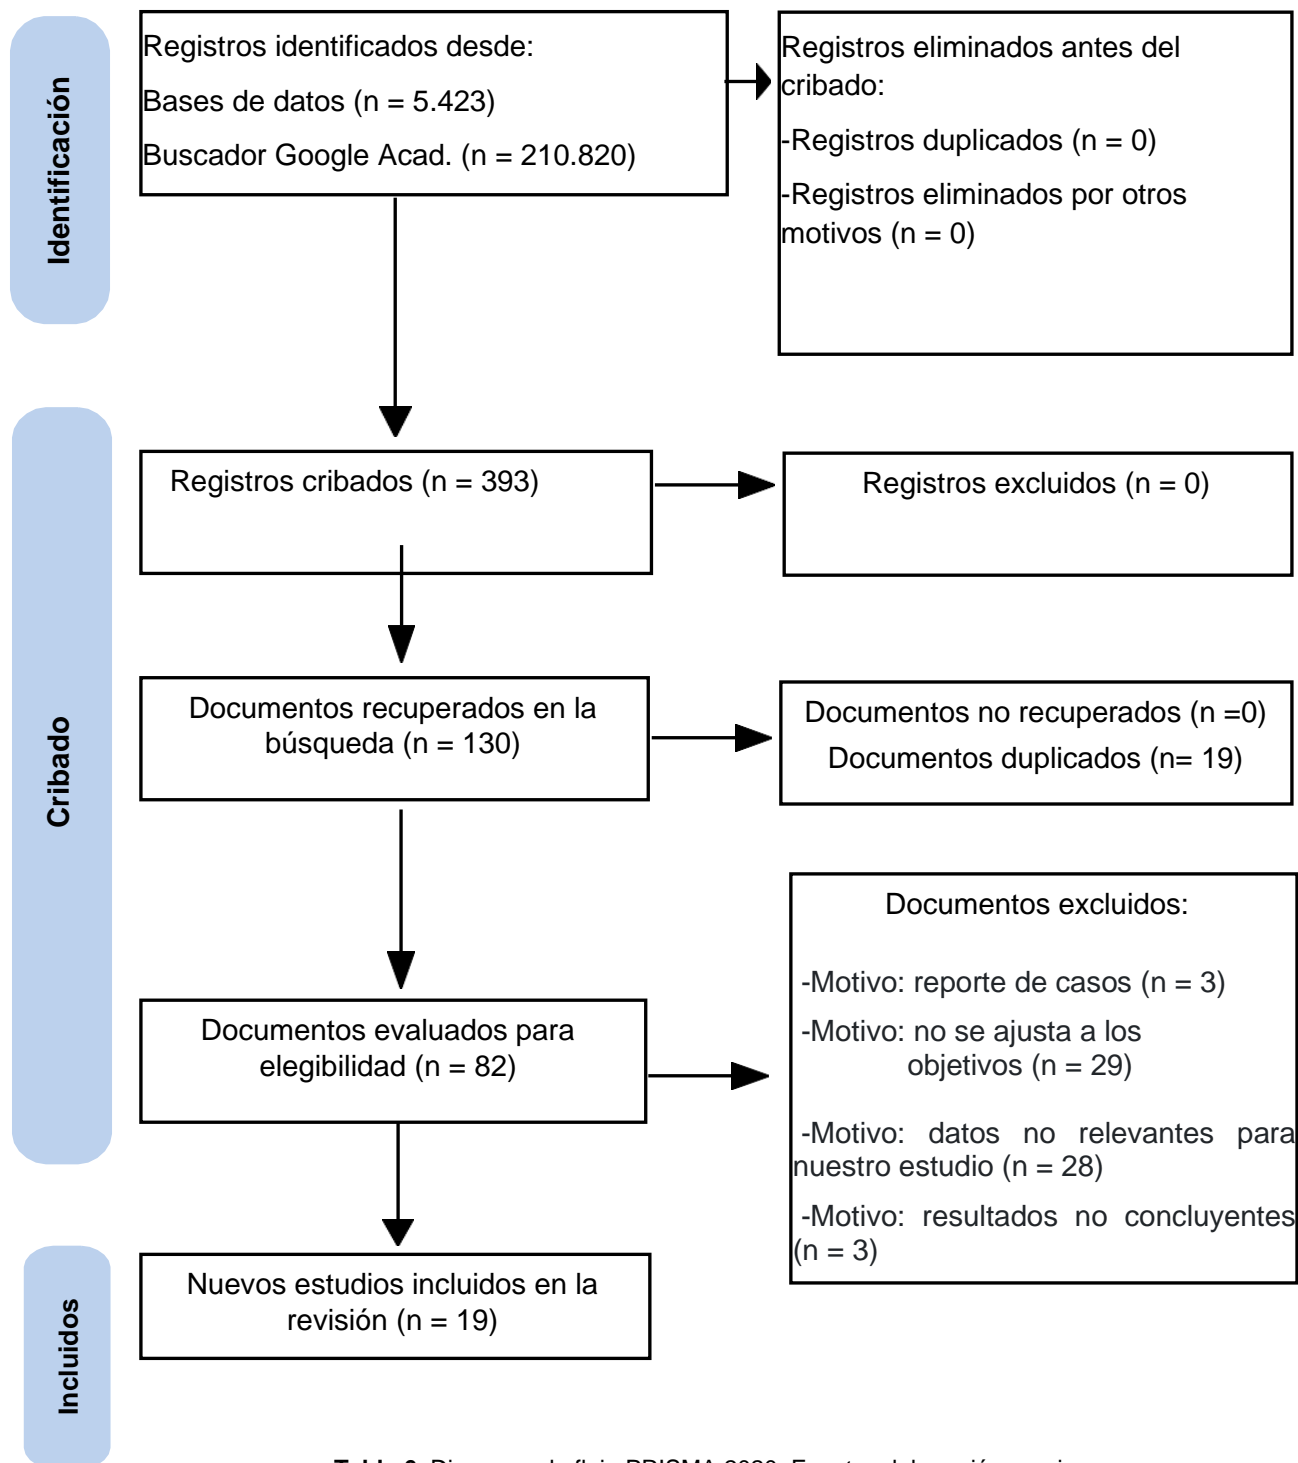 Identificación
Registros identificados desde:
Bases de datos (n = 5.423)
Buscador Google Acad. (n = 210.820)
Registros eliminados antes del
cribado:
-Registros duplicados (n = 0)
-Registros eliminados por otros
motivos (n = 0)
Cribado
Registros cribados (n = 393)
Registros excluidos (n = 0)
Documentos recuperados en la
búsqueda (n = 130)
Documentos no recuperados (n =0)
Documentos duplicados (n= 19)
Documentos evaluados para
elegibilidad (n = 82)
Documentos excluidos:
-Motivo: reporte de casos (n = 3)
-Motivo: no se ajusta a los
objetivos (n = 29)
-Motivo: datos no relevantes para
nuestro estudio (n = 28)
-Motivo: resultados no concluyentes
(n = 3)
Incluidos
Nuevos estudios incluidos en la
revisión (n = 19)